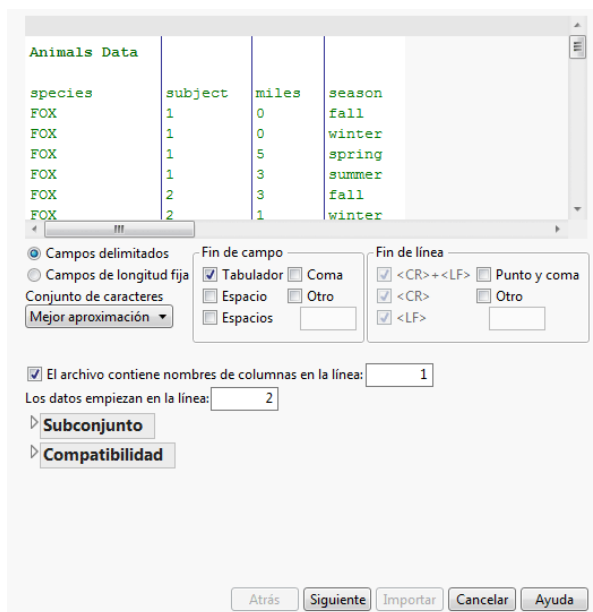 Animals Data
species subject miles season
FOX 1 0 fall
FOX 1 0 winter
FOX 1 5 spring
FOX 1 3 summer
FOX 2 3 fall
FOX 2 1 winter
Campos delimitados
Campos de longitud fija
Conjunto de caracteres
Mejor aproximación
Fin de campo
Tabulador Coma
Espacio Otro
Espacios
Fin de línea
<CR>+<LF> Punto y coma
<CR> Otro
<LF>
El archivo contiene nombres de columnas en la línea: 1
Los datos empiezan en la línea: 2
Subconjunto
Compatibilidad
Atrás Siguiente Importar Cancelar Ayuda